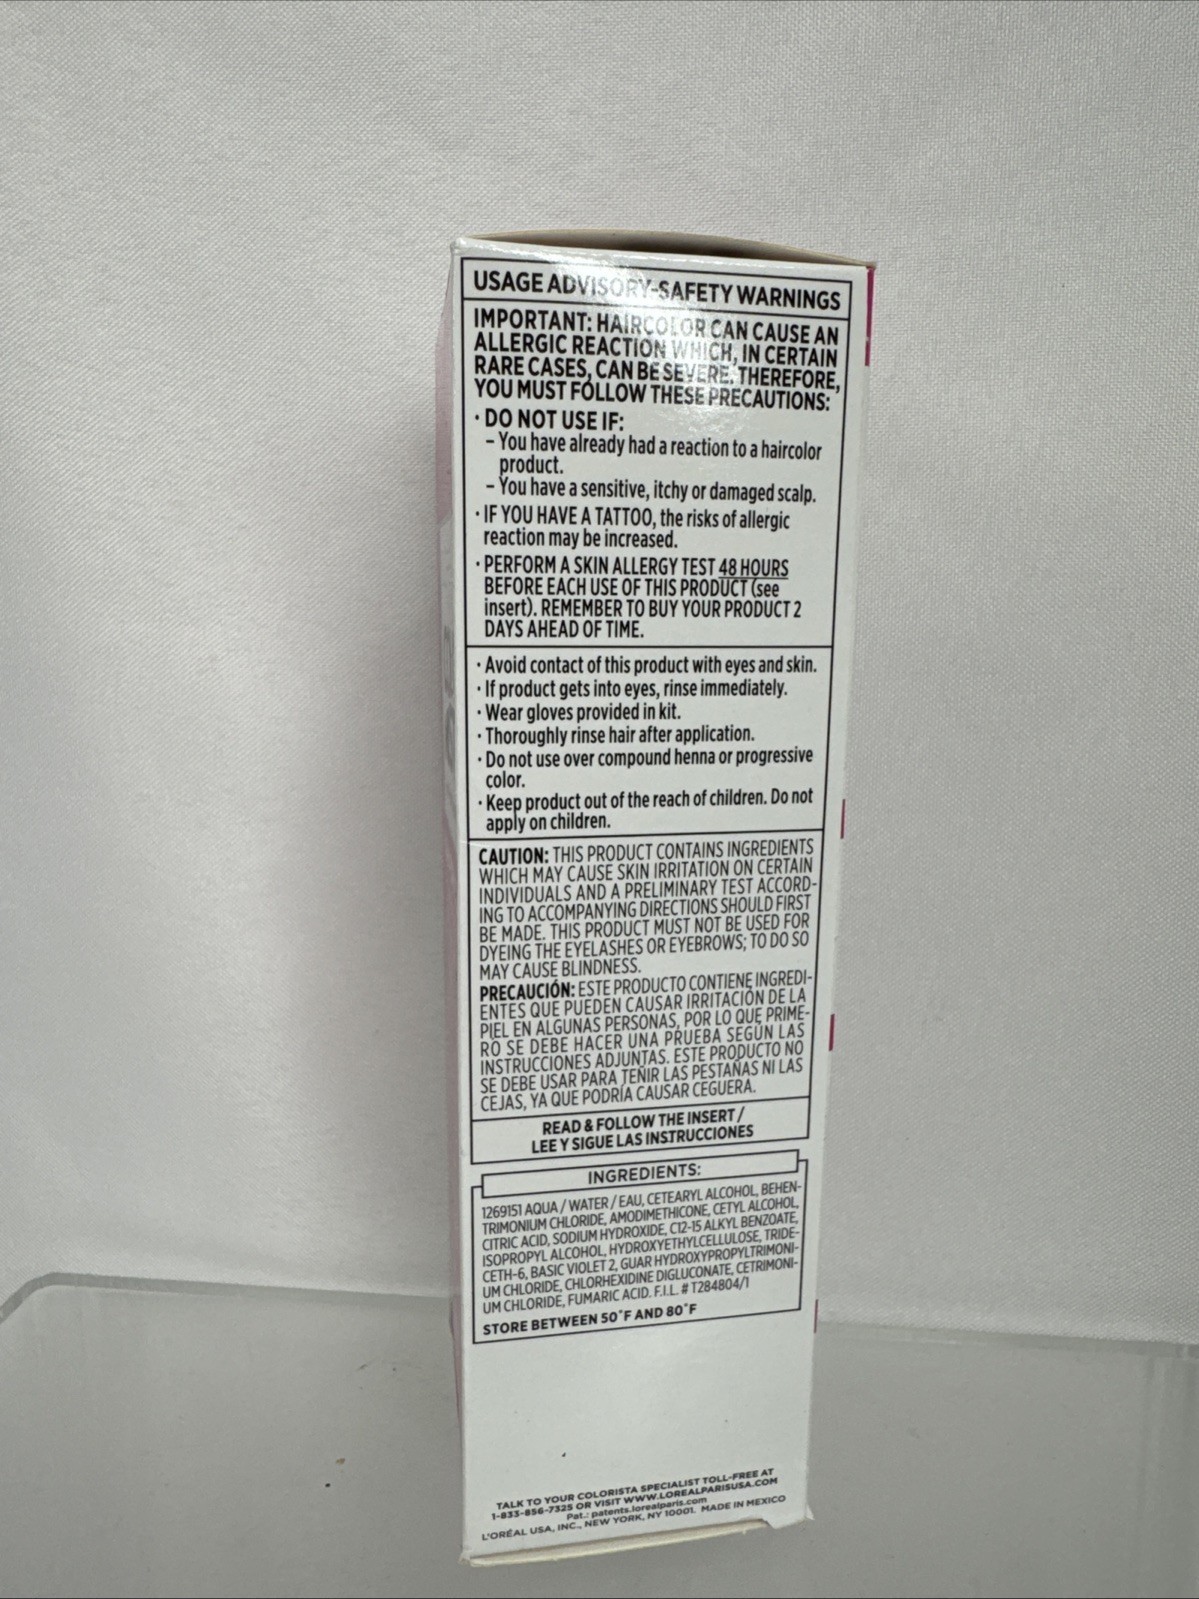 USAGE ADVISORY-SAFETY WARNINGS
IMPORTANT: HAIRCOLOR CAN CAUSE AN
ALLERGIC REACTION WHICH, IN CERTAIN
RARE CASES, CAN BE SEVERE. THEREFORE,
YOU MUST FOLLOW THESE PRECAUTIONS:
· DO NOT USE IF:
– You have already had a reaction to a haircolor
product.
– You have a sensitive, itchy or damaged scalp.
· IF YOU HAVE A TATTOO, the risks of allergic
reaction may be increased.
· PERFORM A SKIN ALLERGY TEST 48 HOURS
BEFORE EACH USE OF THIS PRODUCT (see
insert). REMEMBER TO BUY YOUR PRODUCT 2
DAYS AHEAD OF TIME.
· Avoid contact of this product with eyes and skin.
· If product gets into eyes, rinse immediately.
· Wear gloves provided in kit.
· Thoroughly rinse hair after application.
· Do not use over compound henna or progressive
color.
· Keep product out of the reach of children. Do not
apply on children.
CAUTION: THIS PRODUCT CONTAINS INGREDIENTS
WHICH MAY CAUSE SKIN IRRITATION ON CERTAIN
INDIVIDUALS AND A PRELIMINARY TEST ACCORD-
ING TO ACCOMPANYING DIRECTIONS SHOULD FIRST
BE MADE. THIS PRODUCT MUST NOT BE USED FOR
DYEING THE EYELASHES OR EYEBROWS; TO DO SO
MAY CAUSE BLINDNESS.
PRECAUCIÓN: ESTE PRODUCTO CONTIENE INGREDI-
ENTES QUE PUEDEN CAUSAR IRRITACIÓN DE LA
PIEL EN ALGUNAS PERSONAS, POR LO QUE PRIME-
RO SE DEBE HACER UNA PRUEBA SEGÚN LAS
INSTRUCCIONES ADJUNTAS. ESTE PRODUCTO NO
SE DEBE USAR PARA TEÑIR LAS PESTAÑAS NI LAS
CEJAS, YA QUE PODRÍA CAUSAR CEGUERA.
READ & FOLLOW THE INSERT /
LEE Y SIGUE LAS INSTRUCCIONES
INGREDIENTS:
1269151 AQUA / WATER / EAU, CETEARYL ALCOHOL, BEHEN-
TRIMONIUM CHLORIDE, AMODIMETHICONE, CETYL ALCOHOL,
CITRIC ACID, SODIUM HYDROXIDE, C12-15 ALKYL BENZOATE,
ISOPROPYL ALCOHOL, HYDROXYETHYLCELLULOSE, TRIDE-
CETH-6, BASIC VIOLET 2, GUAR HYDROXYPROPYLTRIMONI-
UM CHLORIDE, CHLORHEXIDINE DIGLUCONATE, CETRIMONI-
UM CHLORIDE, FUMARIC ACID. F.I.L. # T284804/1
STORE BETWEEN 50°F AND 80°F
TALK TO YOUR COLORISTA SPECIALIST TOLL-FREE AT
1-833-856-7325 OR VISIT WWW.LOREALPARISUSA.COM
Pat.: patents.lorealparis.com
L'ORÉAL USA, INC., NEW YORK, NY 10001. MADE IN MEXICO